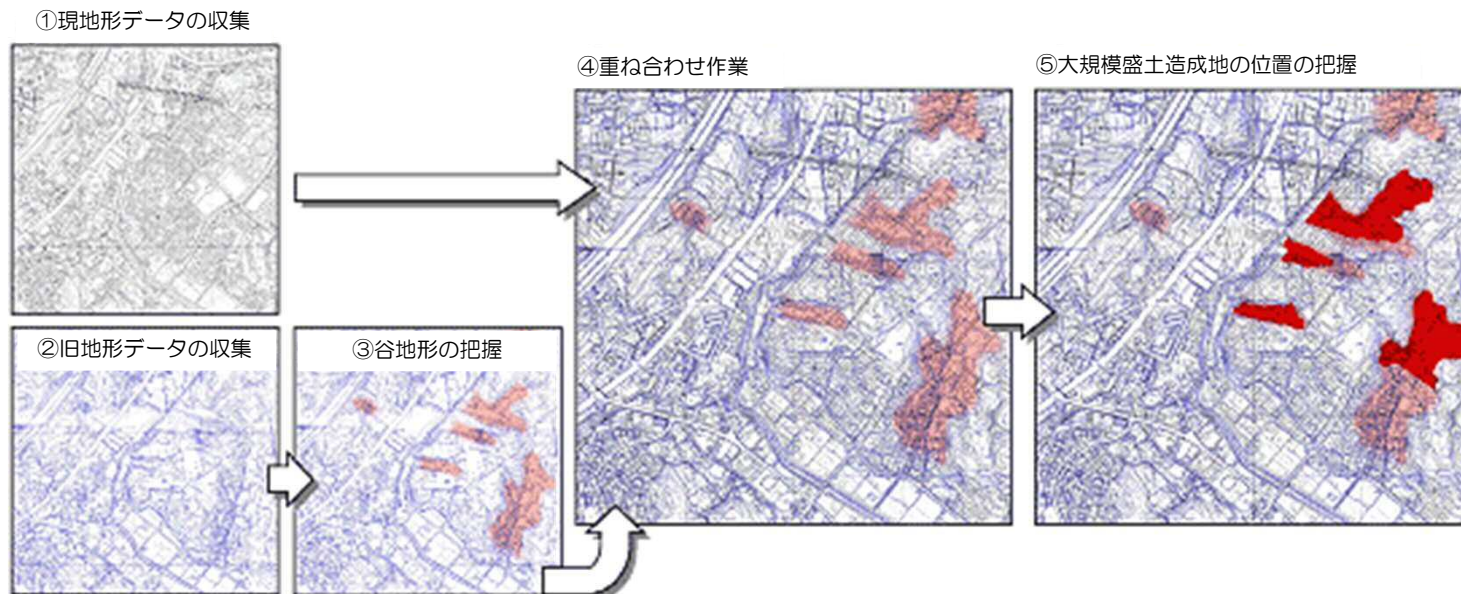 ①現地形データの収集
②旧地形データの収集
③谷地形の把握
④重ね合わせ作業
⑤大規模盛土造成地の位置の把握